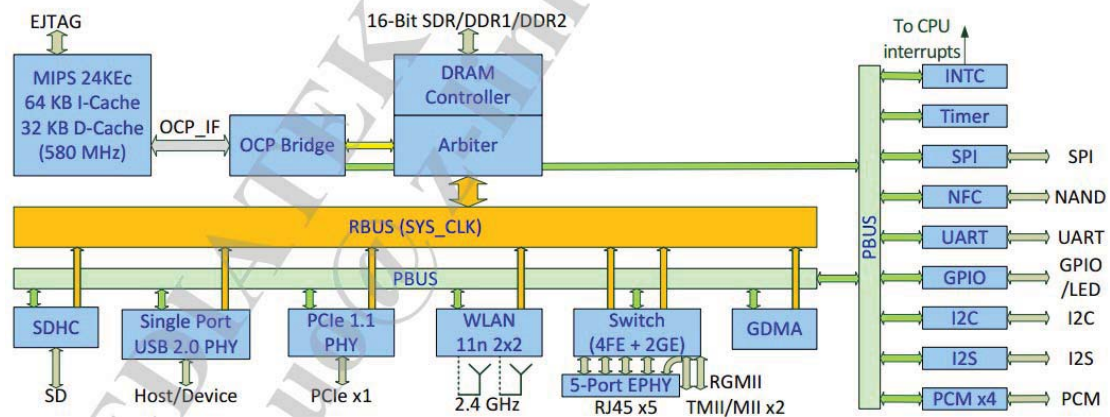 EJTAG
16-Bit SDR/DDR1/DDR2
To CPU
interrupts
MIPS 24KEc
64 KB I-Cache
32 KB D-Cache
(580 MHz)
OCP_IF
OCP Bridge
DRAM
Controller
Arbiter
RBUS (SYS_CLK)
PBUS
SDHC
Single Port
USB 2.0 PHY
PCIe 1.1
PHY
WLAN
11n 2x2
Switch
(4FE + 2GE)
GDMA
5-Port EPHY
RGMII
SD
Host/Device
PCIe x1
2.4 GHz
RJ45 x5
TMII/MII x2
PBUS
INTC
Timer
SPI
SPI
NFC
NAND
UART
UART
GPIO
GPIO
/LED
I2C
I2C
I2S
I2S
PCM x4
PCM